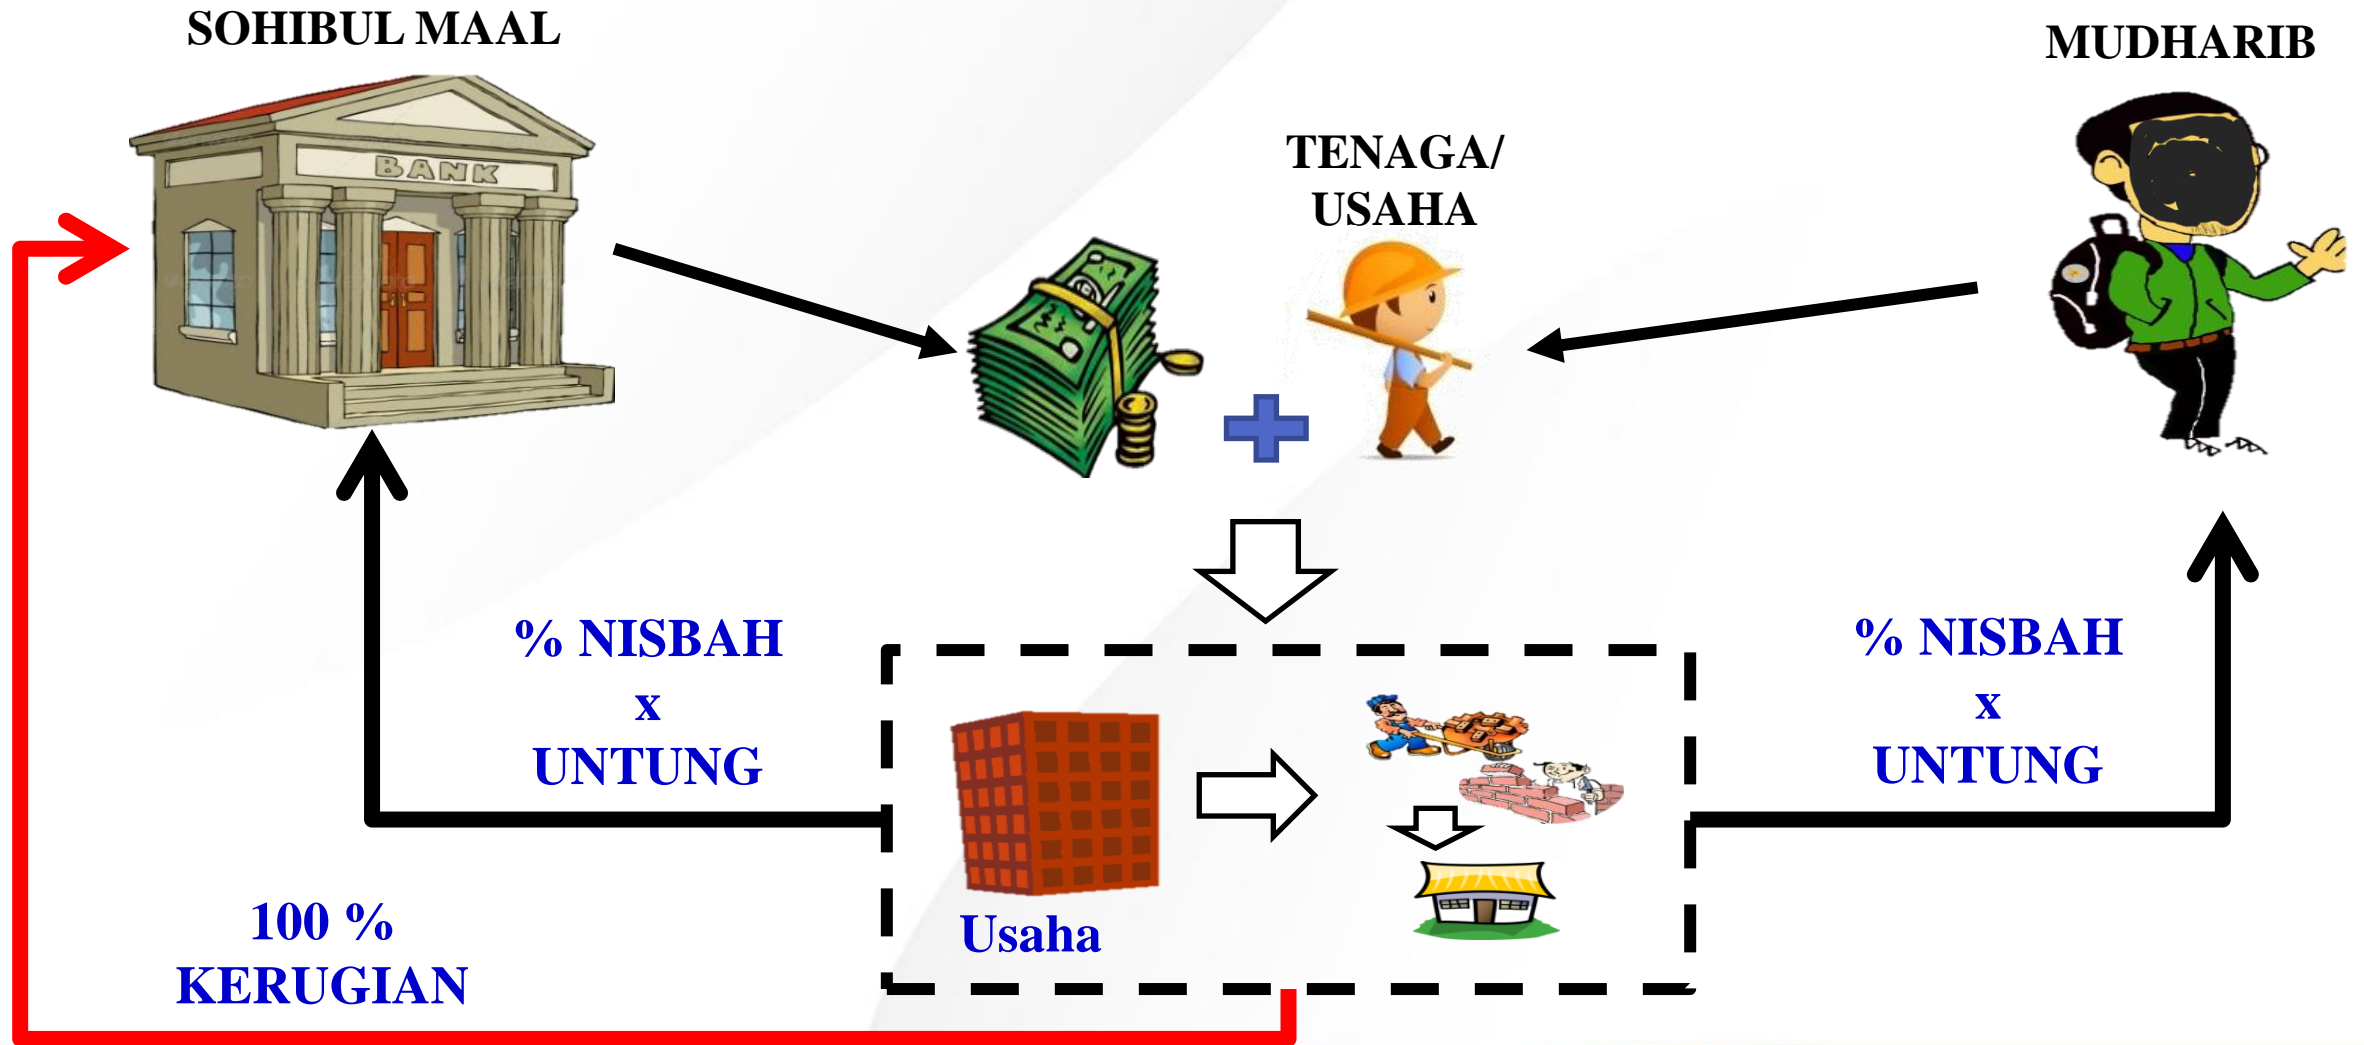 SOHIBUL MAAL
MUDHARIB
BANK
TENAGA/
USAHA
% NISBAH
x
UNTUNG
% NISBAH
x
UNTUNG
Usaha
100 %
KERUGIAN